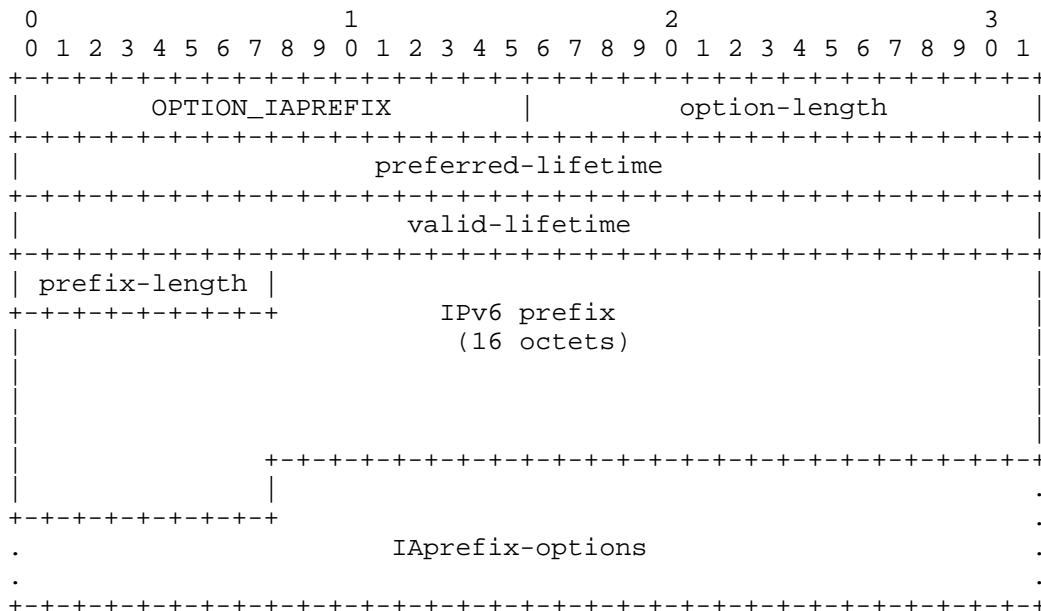 0                   1                   2                   3
 0 1 2 3 4 5 6 7 8 9 0 1 2 3 4 5 6 7 8 9 0 1 2 3 4 5 6 7 8 9 0 1
+-+-+-+-+-+-+-+-+-+-+-+-+-+-+-+-+-+-+-+-+-+-+-+-+-+-+-+-+-+-+-+-+
|        OPTION_IAPREFIX        |         option-length         |
+-+-+-+-+-+-+-+-+-+-+-+-+-+-+-+-+-+-+-+-+-+-+-+-+-+-+-+-+-+-+-+-+
|                      preferred-lifetime                       |
+-+-+-+-+-+-+-+-+-+-+-+-+-+-+-+-+-+-+-+-+-+-+-+-+-+-+-+-+-+-+-+-+
|                        valid-lifetime                         |
+-+-+-+-+-+-+-+-+-+-+-+-+-+-+-+-+-+-+-+-+-+-+-+-+-+-+-+-+-+-+-+-+
| prefix-length |                                               |
+-+-+-+-+-+-+-+-+          IPv6 prefix                          |
|                           (16 octets)                         |
|                                                               |
|                                                               |
|                                                               |
|               +-+-+-+-+-+-+-+-+-+-+-+-+-+-+-+-+-+-+-+-+-+-+-+-+
|               |                                               .
+-+-+-+-+-+-+-+-+                                               .
.                       IAprefix-options                        .
.                                                               .
+-+-+-+-+-+-+-+-+-+-+-+-+-+-+-+-+-+-+-+-+-+-+-+-+-+-+-+-+-+-+-+-+